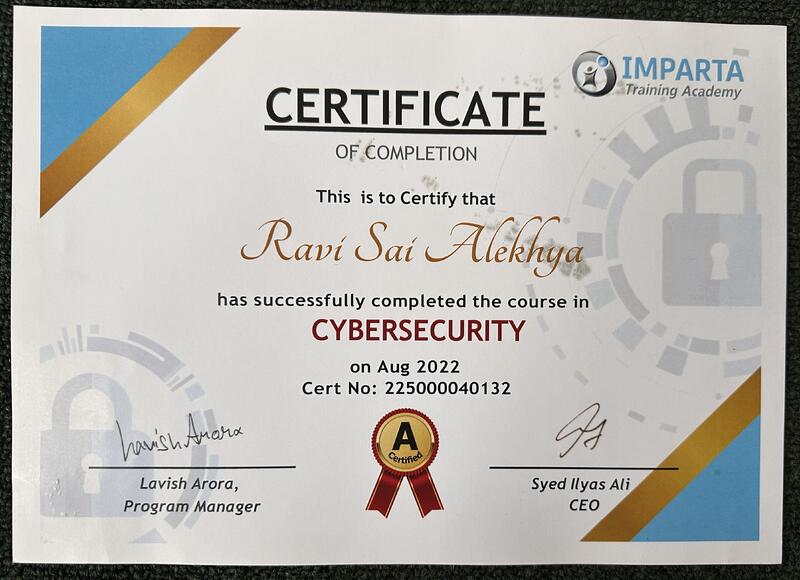 IMPARTA
Training Academy
CERTIFICATE
OF COMPLETION
This is to Certify that
Ravi Sai Alekhya
has successfully completed the course in
CYBERSECURITY
on Aug 2022
Cert No: 225000040132
Lavish Arora
A
Certified
Lavish Arora,
Program Manager
Syed Ilyas Ali
CEO